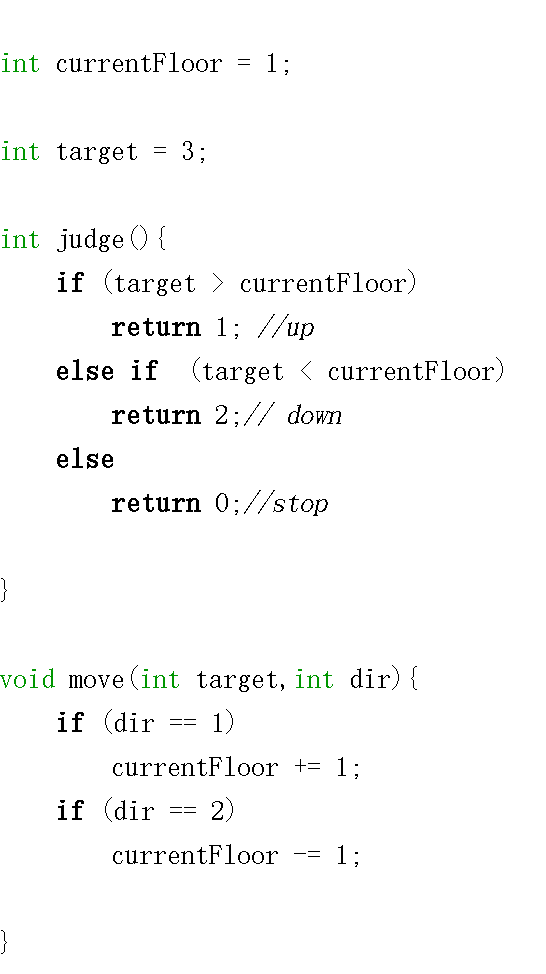 int currentFloor = 1;
int target = 3;
int judge(){
    if (target > currentFloor)
        return 1; //up
    else if  (target < currentFloor)
        return 2;// down
    else
        return 0;//stop
}
void move(int target,int dir){
    if (dir == 1)
        currentFloor += 1;
    if (dir == 2)
        currentFloor -= 1;
}